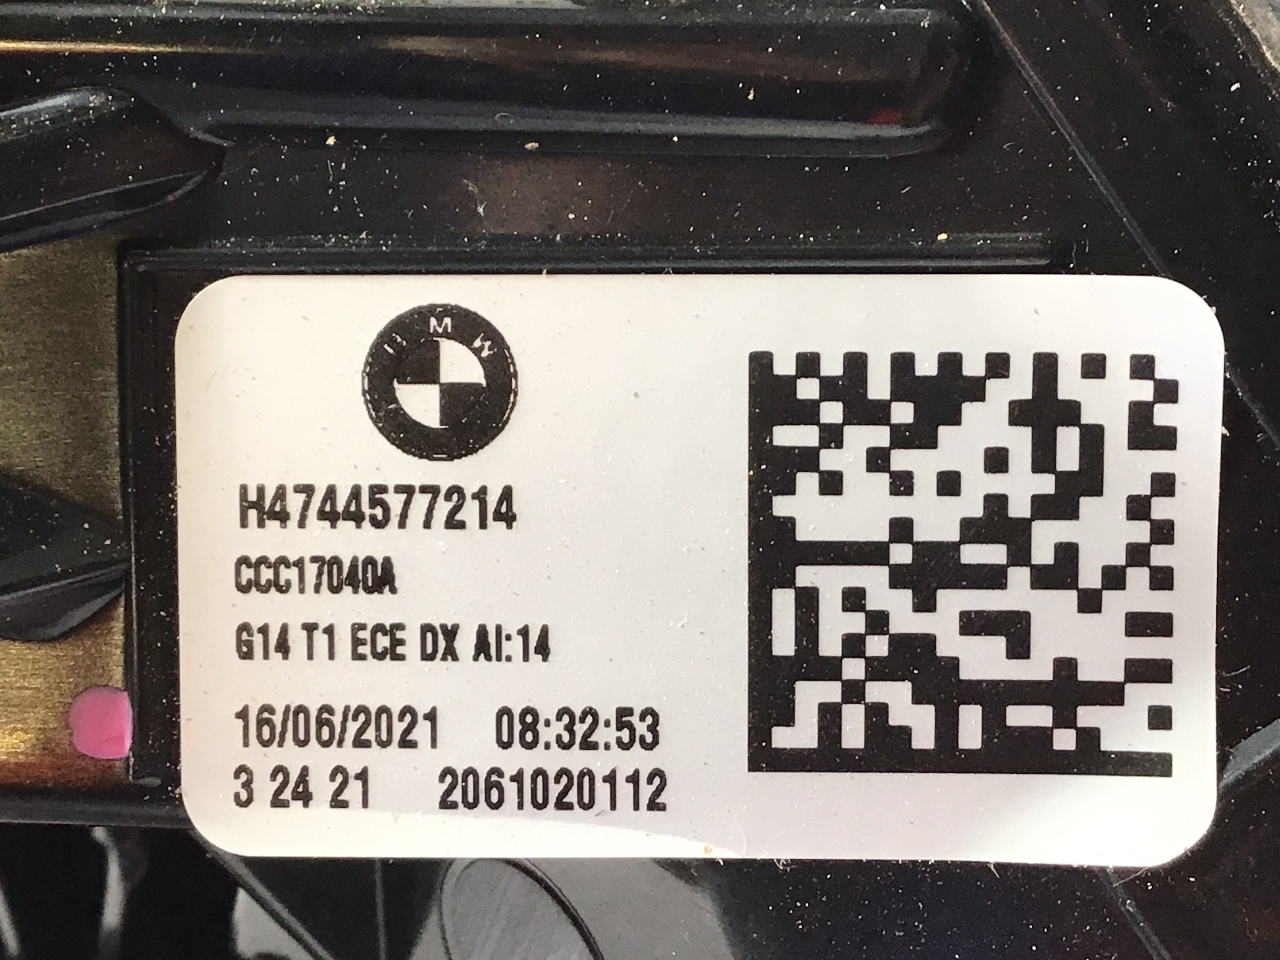 BMW
H4744577214
CCC17040A
G14 T1 ECE DX AI:14
16/06/2021 08:32:53
3 24 21 2061020112